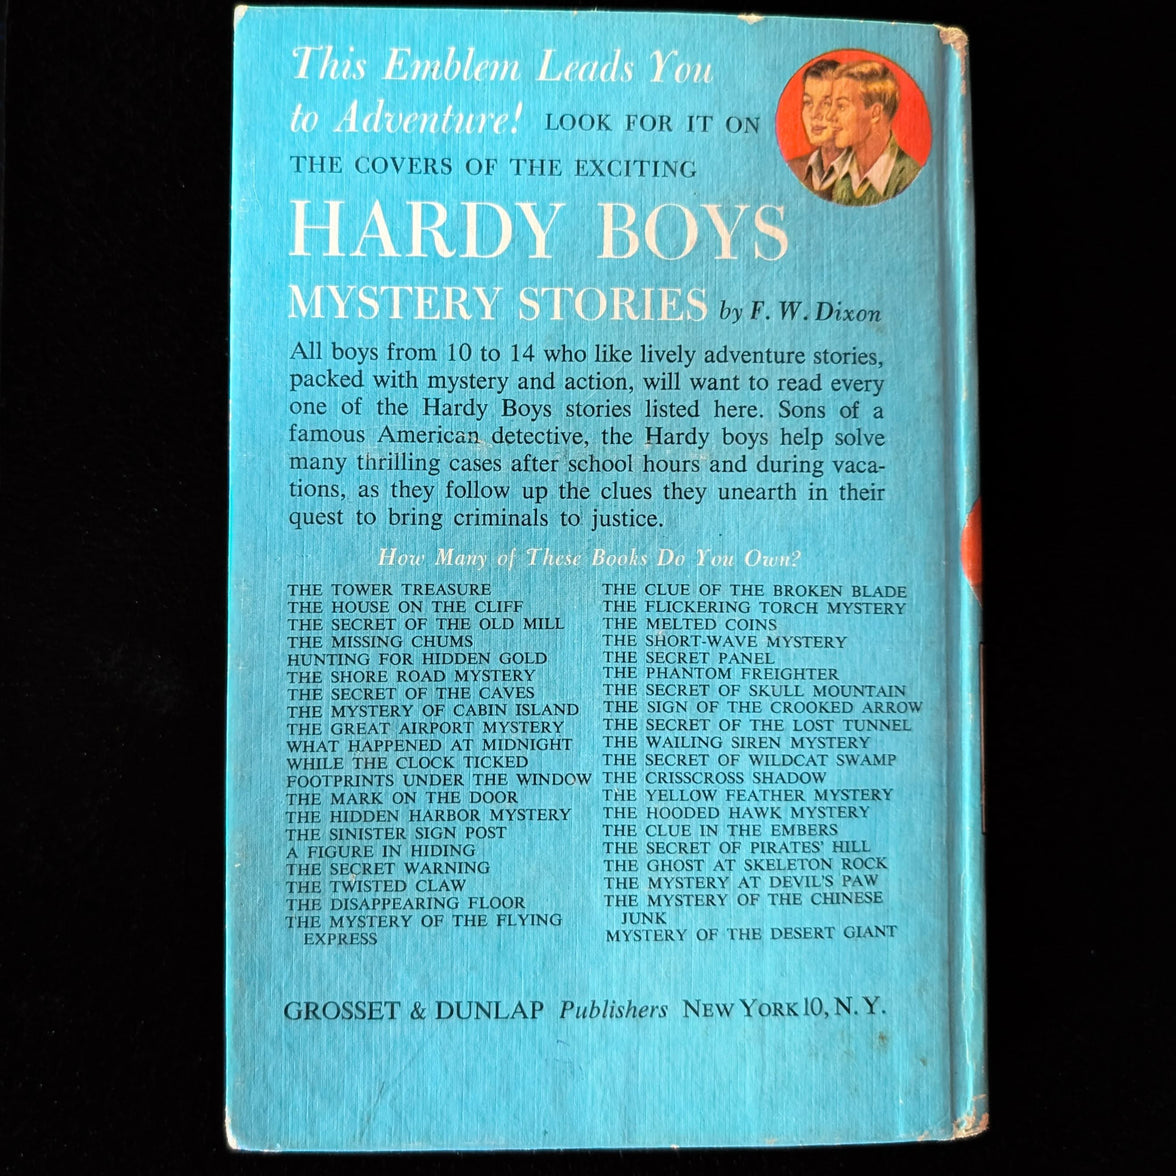 This Emblem Leads You
to Adventure! LOOK FOR IT ON
THE COVERS OF THE EXCITING
HARDY BOYS
MYSTERY STORIES by F. W. Dixon
All boys from 10 to 14 who like lively adventure stories,
packed with mystery and action, will want to read every
one of the Hardy Boys stories listed here. Sons of a
famous American detective, the Hardy boys help solve
many thrilling cases after school hours and during vaca-
tions, as they follow up the clues they unearth in their
quest to bring criminals to justice.
How Many of These Books Do You Own?
THE TOWER TREASURE
THE HOUSE ON THE CLIFF
THE SECRET OF THE OLD MILL
THE MISSING CHUMS
HUNTING FOR HIDDEN GOLD
THE SHORE ROAD MYSTERY
THE SECRET OF THE CAVES
THE MYSTERY OF CABIN ISLAND
THE GREAT AIRPORT MYSTERY
WHAT HAPPENED AT MIDNIGHT
WHILE THE CLOCK TICKED
FOOTPRINTS UNDER THE WINDOW
THE MARK ON THE DOOR
THE HIDDEN HARBOR MYSTERY
THE SINISTER SIGN POST
A FIGURE IN HIDING
THE SECRET WARNING
THE TWISTED CLAW
THE DISAPPEARING FLOOR
THE MYSTERY OF THE FLYING
EXPRESS
THE CLUE OF THE BROKEN BLADE
THE FLICKERING TORCH MYSTERY
THE MELTED COINS
THE SHORT-WAVE MYSTERY
THE SECRET PANEL
THE PHANTOM FREIGHTER
THE SECRET OF SKULL MOUNTAIN
THE SIGN OF THE CROOKED ARROW
THE SECRET OF THE LOST TUNNEL
THE WAILING SIREN MYSTERY
THE SECRET OF WILDCAT SWAMP
THE CRISSCROSS SHADOW
THE YELLOW FEATHER MYSTERY
THE HOODED HAWK MYSTERY
THE CLUE IN THE EMBERS
THE SECRET OF PIRATES' HILL
THE GHOST AT SKELETON ROCK
THE MYSTERY AT DEVIL'S PAW
THE MYSTERY OF THE CHINESE
JUNK
MYSTERY OF THE DESERT GIANT
GROSSET & DUNLAP Publishers NEW YORK 10, N. Y.